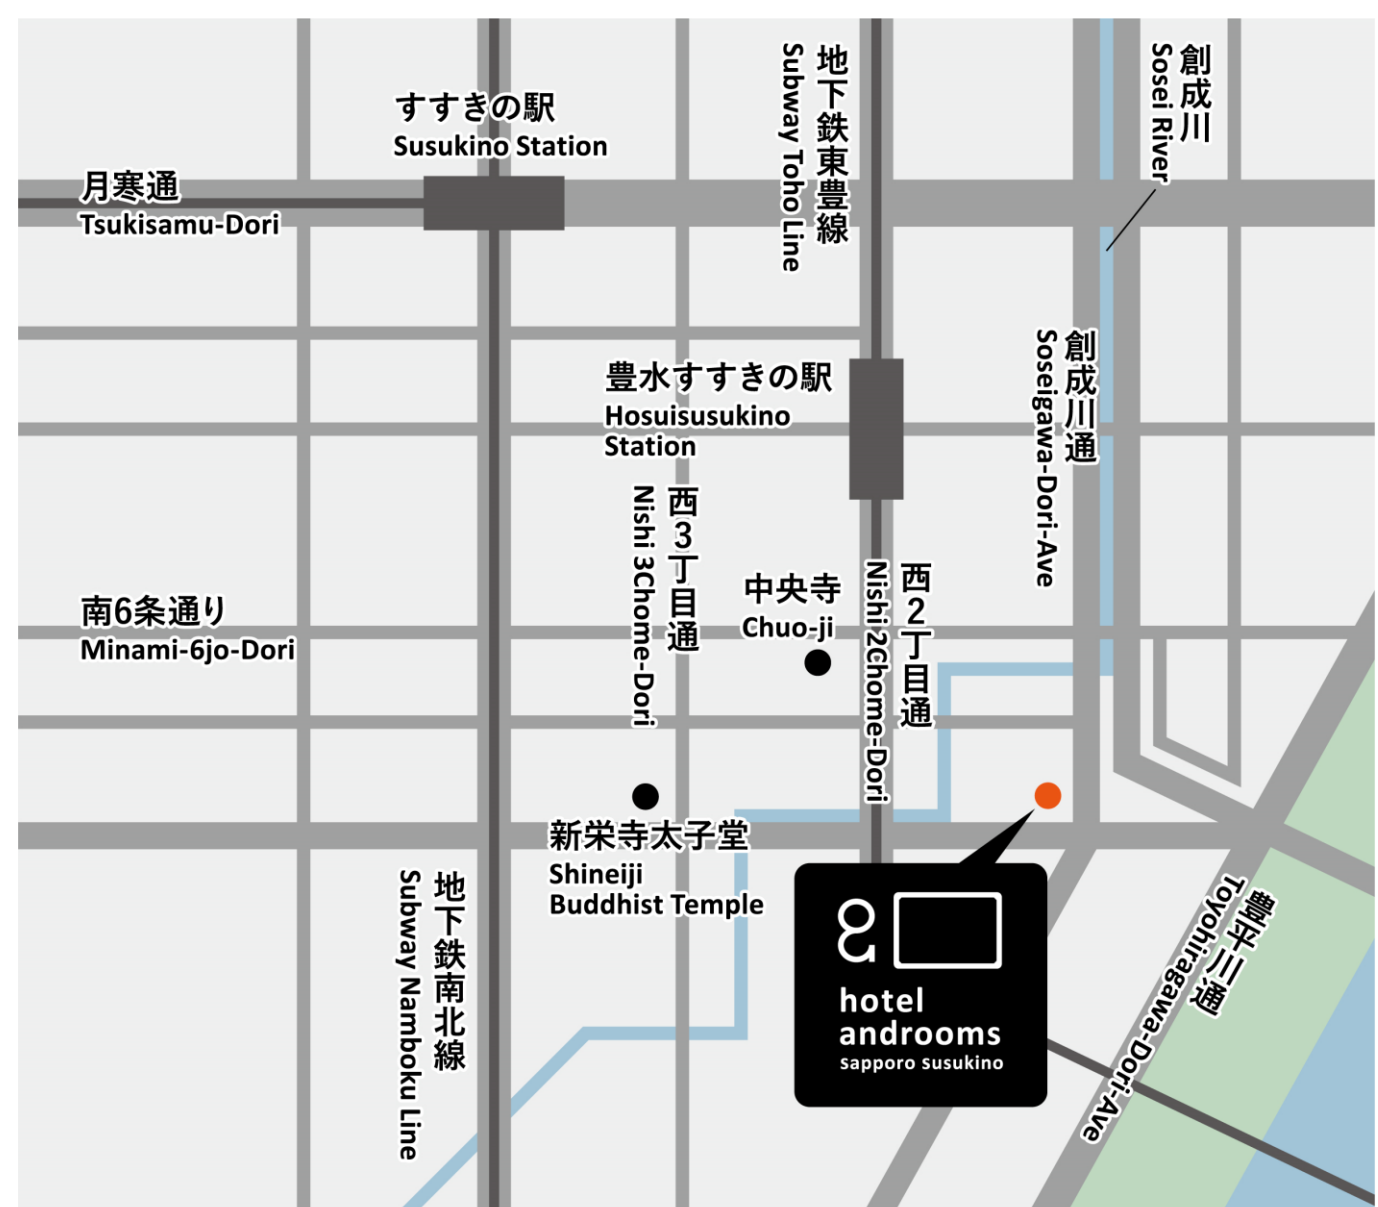 すすきの駅
Susukino Station
月寒通
Tsukisamu-Dori
地下鉄東豊線
Subway Toho Line
創成川
Sosei River
豊水すすきの駅
Hosuisusukino
Station
創成川通
Soseigawa-Dori-Ave
西3丁目通
Nishi 3Chome-Dori
中央寺
Chuo-ji
西2丁目通
Nishi 2Chome-Dori
南6条通り
Minami-6jo-Dori
新栄寺太子堂
Shineiji
Buddhist Temple
地下鉄南北線
Subway Namboku Line
hotel
androoms
sapporo susukino
豊平川通
Toyohiragawa-Dori-Ave